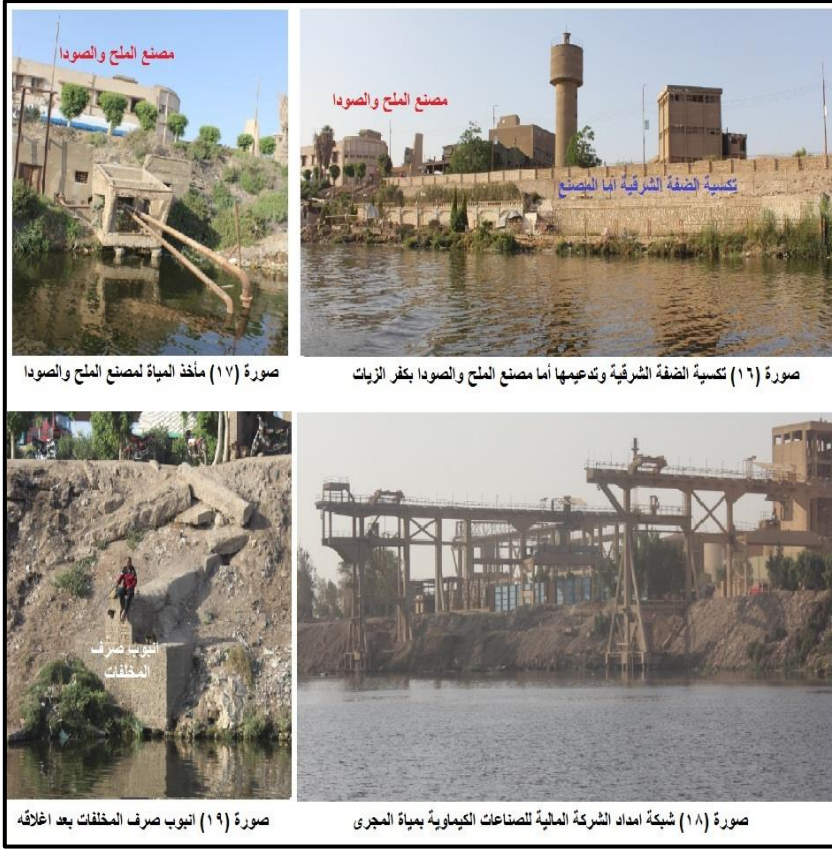 مصنع الملح والصودا
تكسية الضفة الشرقية أما المصنع
صورة (١٦) تكسية الضفة الشرقية وتدعيمها أما مصنع الملح والصودا بكفر الزيات
مصنع الملح والصودا
صورة (١٧) مأخذ المياة لمصنع الملح والصودا
صورة (١٨) شبكة امداد الشركة المالية للصناعات الكيماوية بمياة المجرى
انبوب صرف
المخلفات
صورة (١٩) انبوب صرف المخلفات بعد اغلاقه